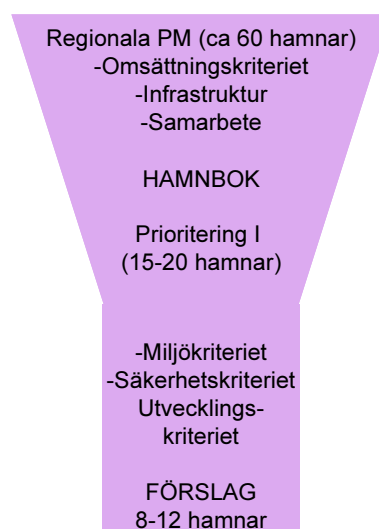 Regionala PM (ca 60 hamnar)
-Omsättningskriteriet
-Infrastruktur
-Samarbete
HAMNBOK
Prioritering I
(15-20 hamnar)
-Miljökriteriet
-Säkerhetskriteriet
Utvecklings-
kriteriet
FÖRSLAG
8-12 hamnar